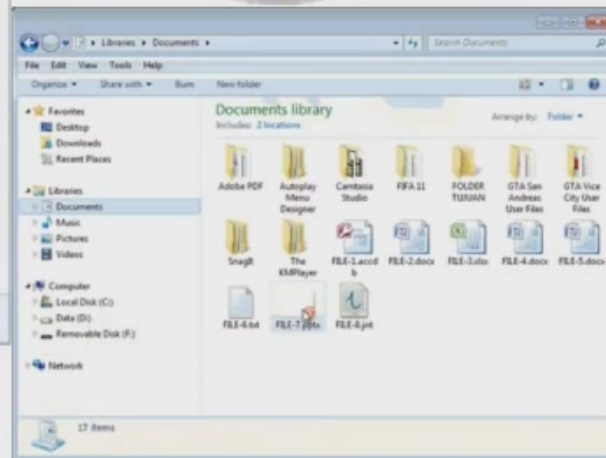 Libraries Documents
Search Documents
File Edit View Tools Help
Organize Share with Burn New folder
Favorites
Desktop
Downloads
Recent Places
Libraries
Documents
Music
Pictures
Videos
Computer
Local Disk (C:)
Data (D:)
Removable Disk (F:)
Network
Documents library
Includes: 2 locations
Arrange by: Folder
Adobe PDF
Autoplay
Menu
Designer
Camtasia
Studio
FIFA 11
FOLDER
TUJUAN
GTA San
Andreas
User Files
GTA Vice
City User
Files
SnagIt
The
KMPlayer
FILE-1.accd
b
FILE-2.docx
FILE-3.xlsx
FILE-4.docx
FILE-5.docx
FILE-6.txt
FILE-7.pptx
FILE-8.jnt
17 items